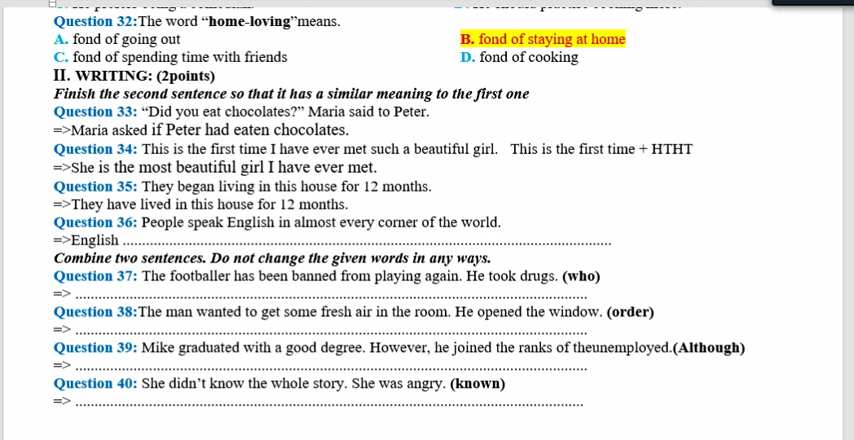 Question 32:The word “home-loving”means.
A. fond of going out B. fond of staying at home
C. fond of spending time with friends D. fond of cooking
II. WRITING: (2points)
Finish the second sentence so that it has a similar meaning to the first one
Question 33: “Did you eat chocolates?” Maria said to Peter.
=>Maria asked if Peter had eaten chocolates.
Question 34: This is the first time I have ever met such a beautiful girl. This is the first time + HTHT
=>She is the most beautiful girl I have ever met.
Question 35: They began living in this house for 12 months.
=>They have lived in this house for 12 months.
Question 36: People speak English in almost every corner of the world.
=>English ........................................................................................................................
Combine two sentences. Do not change the given words in any ways.
Question 37: The footballer has been banned from playing again. He took drugs. (who)
=> ................................................................................................................................
Question 38:The man wanted to get some fresh air in the room. He opened the window. (order)
=> ................................................................................................................................
Question 39: Mike graduated with a good degree. However, he joined the ranks of theunemployed.(Although)
=> ................................................................................................................................
Question 40: She didn’t know the whole story. She was angry. (known)
=> ................................................................................................................................